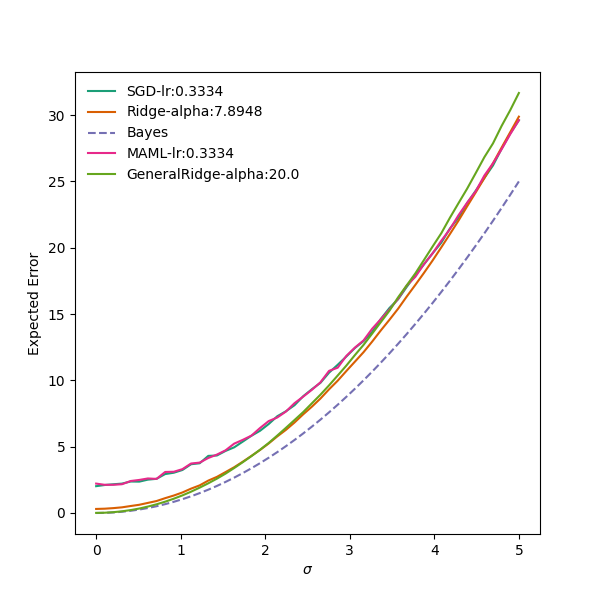 SGD-lr:0.3334
Ridge-alpha:7.8948
Bayes
MAML-lr:0.3334
GeneralRidge-alpha:20.0
30
25
20
15
10
5
0
Expected Error
0 1 2 3 4 5
σ